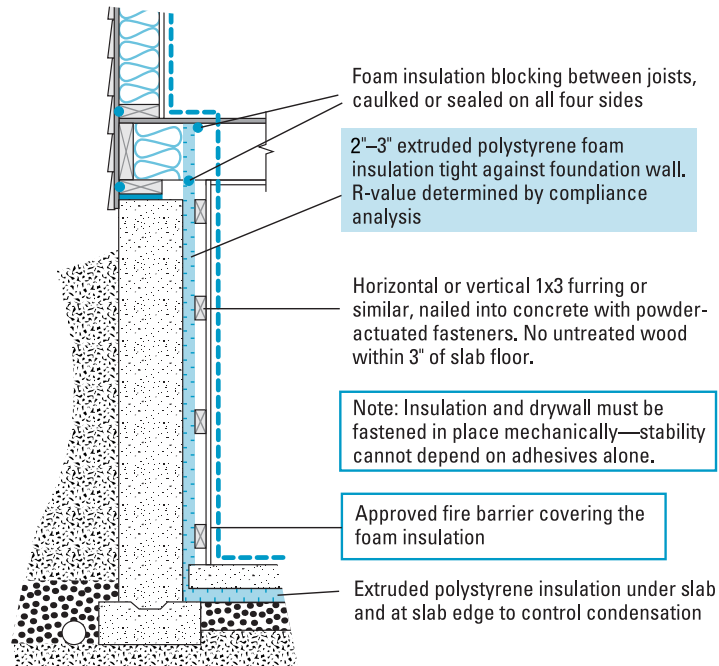 Foam insulation blocking between joists,
caulked or sealed on all four sides
2"–3" extruded polystyrene foam
insulation tight against foundation wall.
R-value determined by compliance
analysis
Horizontal or vertical 1x3 furring or
similar, nailed into concrete with powder-
actuated fasteners. No untreated wood
within 3" of slab floor.
Note: Insulation and drywall must be
fastened in place mechanically—stability
cannot depend on adhesives alone.
Approved fire barrier covering the
foam insulation
Extruded polystyrene insulation under slab
and at slab edge to control condensation